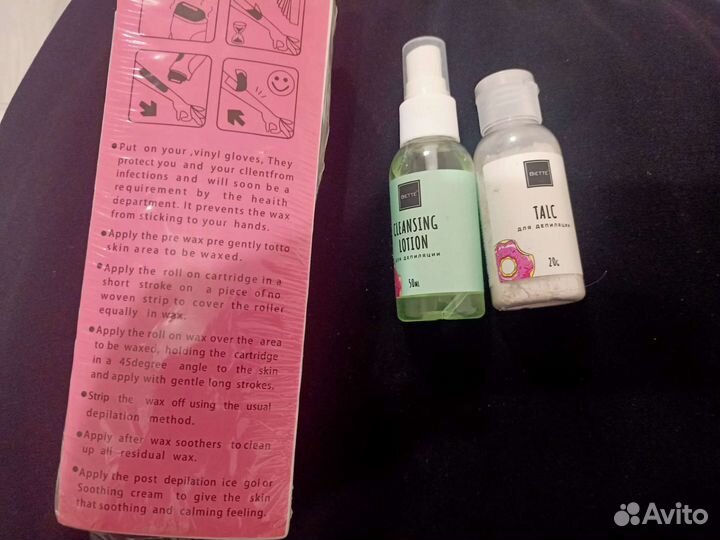 ●Put on your ,vinyl gloves, They
protect you and your cllentfrom
infections and will soon be a
requirement by the heaith
department. It prevents the wax
from sticking to your hands.
●Apply the pre wax pre gently totto
skin area to be waxed.
●Apply the roll on cartridge in a
short stroke on a piece of no
woven strip to cover the roller
equally in wax.
●Apply the roll on wax over the area
to be waxed, holding the cartridge
in a 45degree angle to the skin
and apply with gentle long strokes.
●Strip the wax off using the usual
depilation method.
●Apply after wax soothers to clean
up all residual wax.
●Apply the post depilation ice gol or
Soothing cream to give the skin
that soothing and calming feeling.
CLEANSING
LOTION
для депиляции
50ML
TALC
для депиляции
20G
Avito